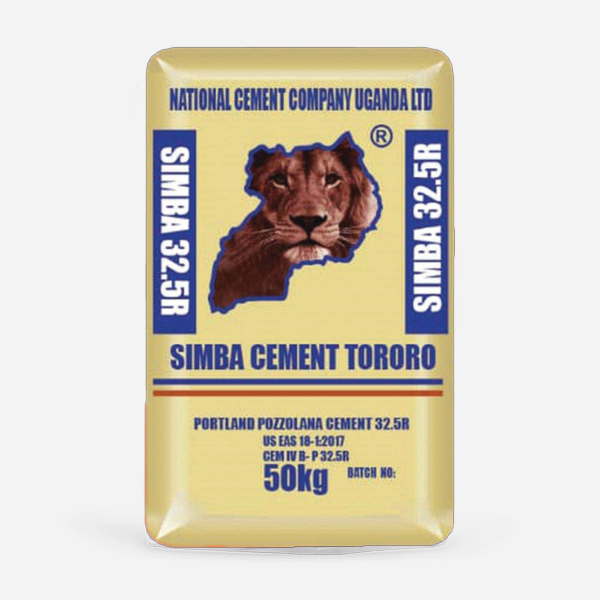 NATIONAL CEMENT COMPANY UGANDA LTD
®
SIMBA 32.5R
SIMBA 32.5R
SIMBA CEMENT TORORO
PORTLAND POZZOLANA CEMENT 32.5R
US EAS 18-1:2017
CEM IV B- P 32.5R
50kg BATCH NO: